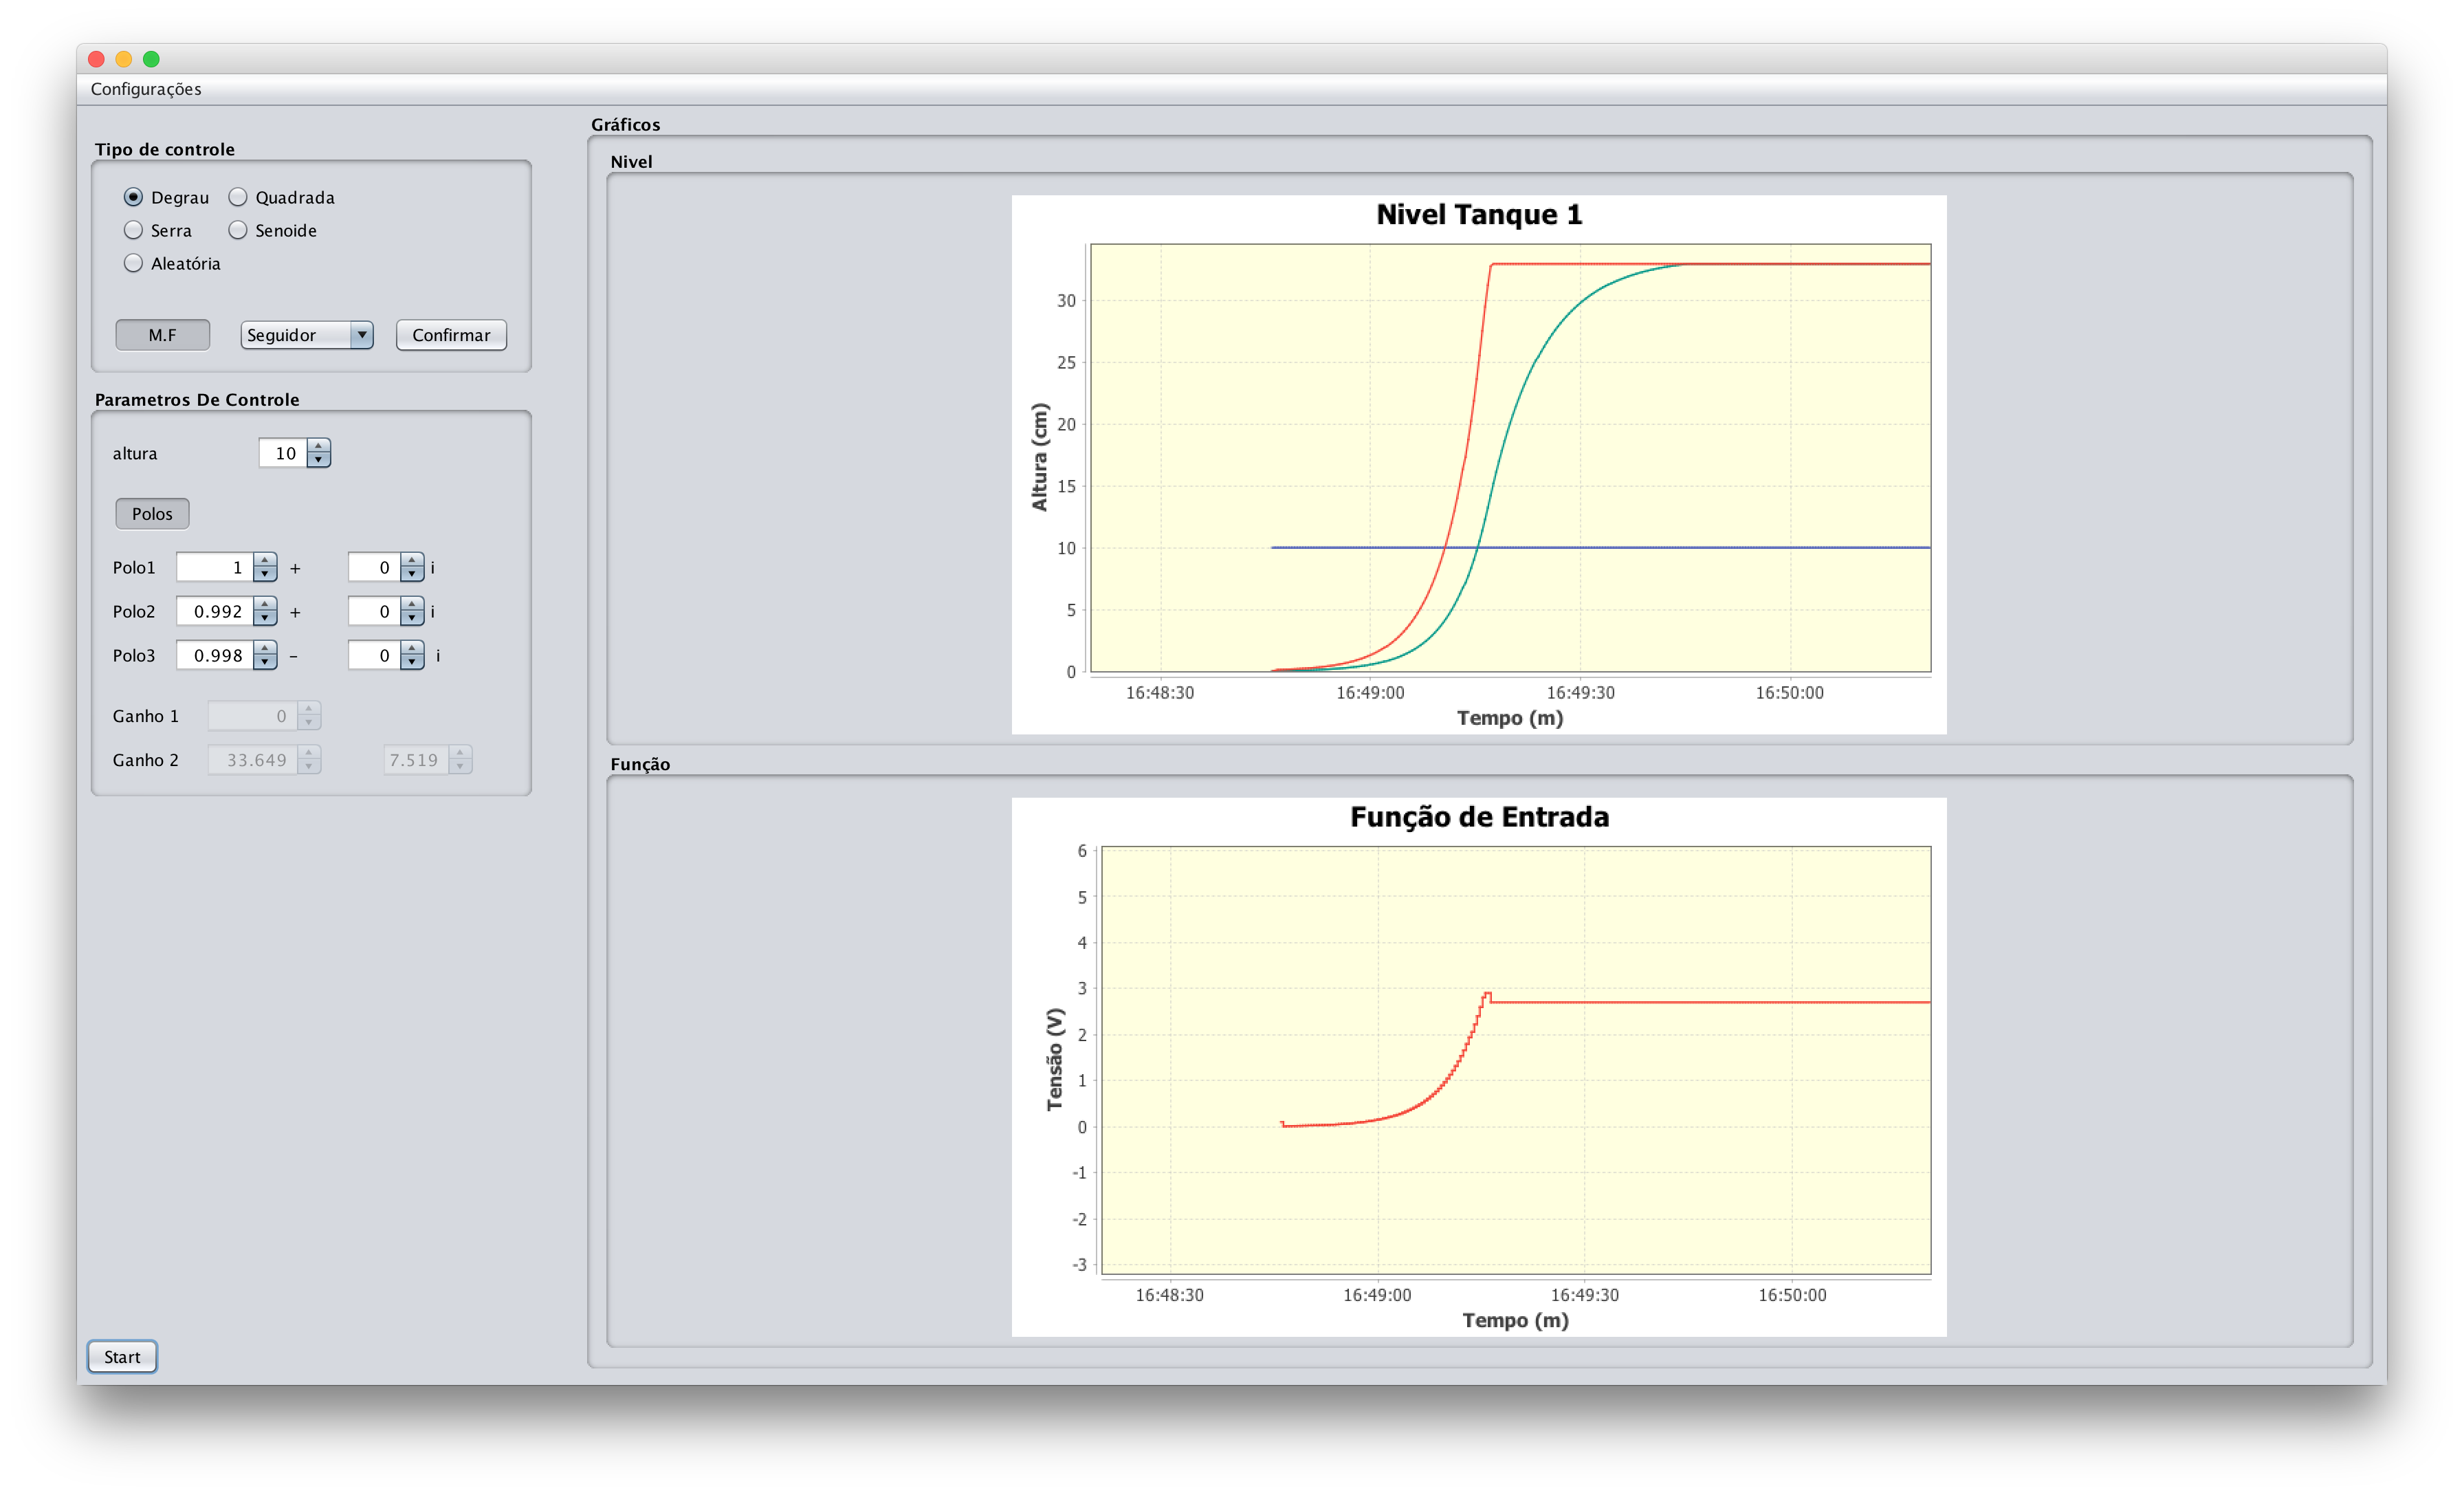 Configurações
Tipo de controle
Degrau Quadrada
Serra Senoide
Aleatória
M.F Seguidor Confirmar
Parametros De Controle
altura 10
Polos
Polo1 1 + 0 i
Polo2 0.992 + 0 i
Polo3 0.998 – 0 i
Ganho 1 0
Ganho 2 33.649 7.519
Start
Gráficos
Nivel
Nivel Tanque 1
Altura (cm)
30
25
20
15
10
5
0
16:48:30 16:49:00 16:49:30 16:50:00
Tempo (m)
Função
Função de Entrada
Tensão (V)
6
5
4
3
2
1
0
-1
-2
-3
16:48:30 16:49:00 16:49:30 16:50:00
Tempo (m)